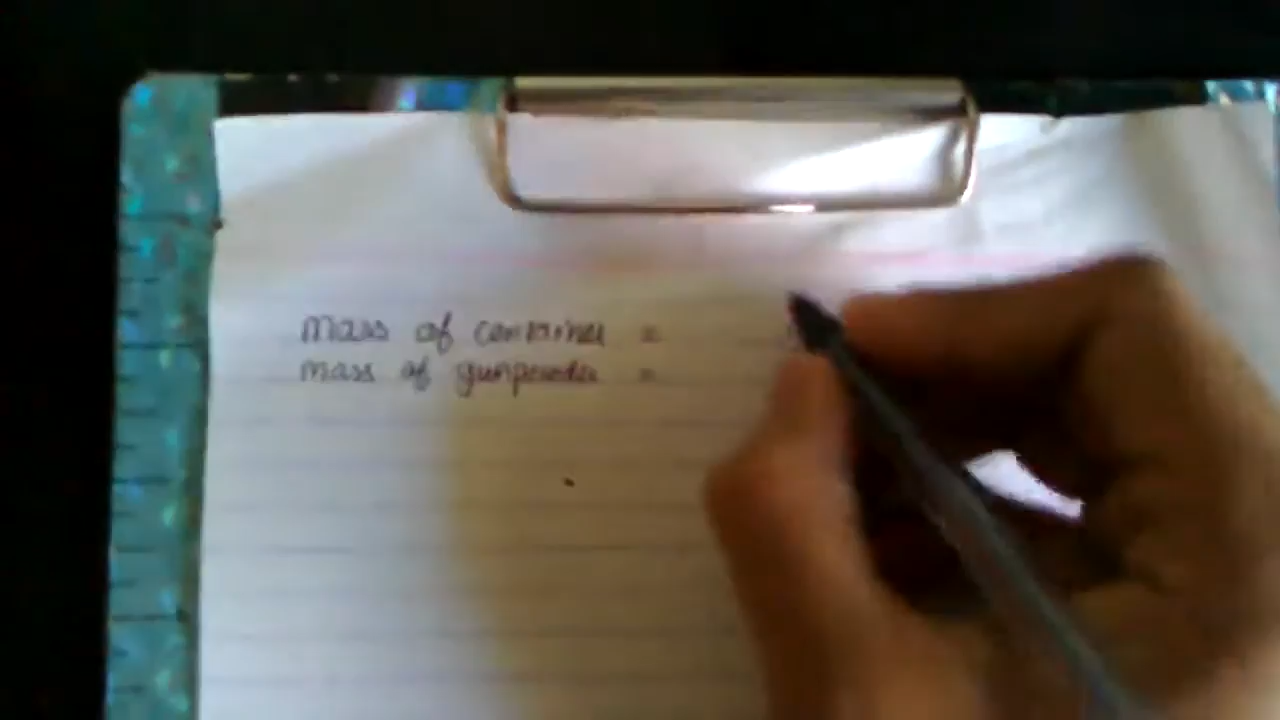 Mass of container =
Mass of gunpowder =